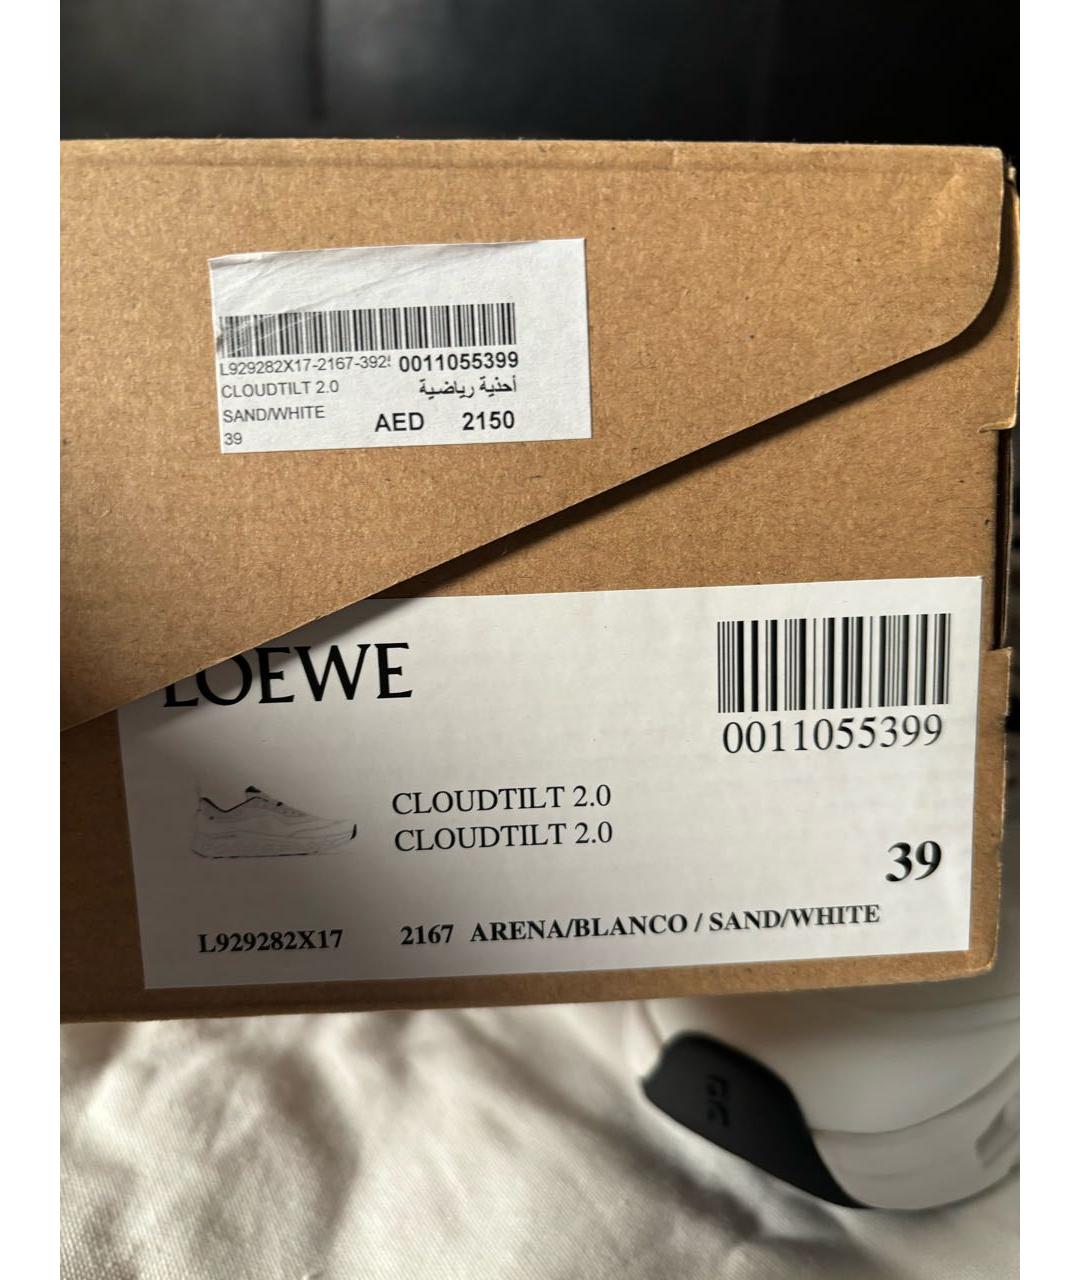 L929282X17-2167-392 0011055399
CLOUDTILT 2.0 أحذية رياضية
SAND/WHITE
AED 2150
39
LOEWE
0011055399
CLOUDTILT 2.0
CLOUDTILT 2.0
39
L929282X17 2167 ARENA/BLANCO / SAND/WHITE